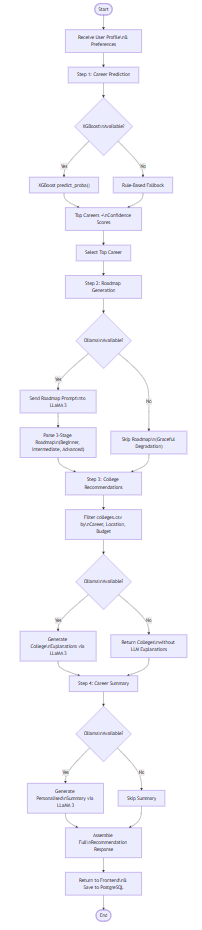 Start
Receive User Profile\n&
Preferences
Step 1: Career Prediction
XGBoost\nAvailable?
Yes
No
XGBoost predict_proba()
Rule-Based Fallback
Top Careers +\nConfidence
Scores
Select Top Career
Step 2: Roadmap
Generation
Ollama\nAvailable?
Yes
No
Send Roadmap Prompt\nto
LLAMA 3
Parse 3-Stage
Roadmap\n(Beginner,
Intermediate, Advanced)
Skip Roadmap\n(Graceful
Degradation)
Step 3: College
Recommendations
Filter colleges.csv
by\nCareer, Location,
Budget
Ollama\nAvailable?
Yes
No
Generate
College\nExplanations via
LLAMA 3
Return Colleges\nwithout
LLM Explanations
Step 4: Career Summary
Ollama\nAvailable?
Yes
No
Generate
Personalized\nSummary via
LLAMA 3
Skip Summary
Assemble
Full\nRecommendation
Response
Return to Frontend\n&
Save to PostgreSQL
End